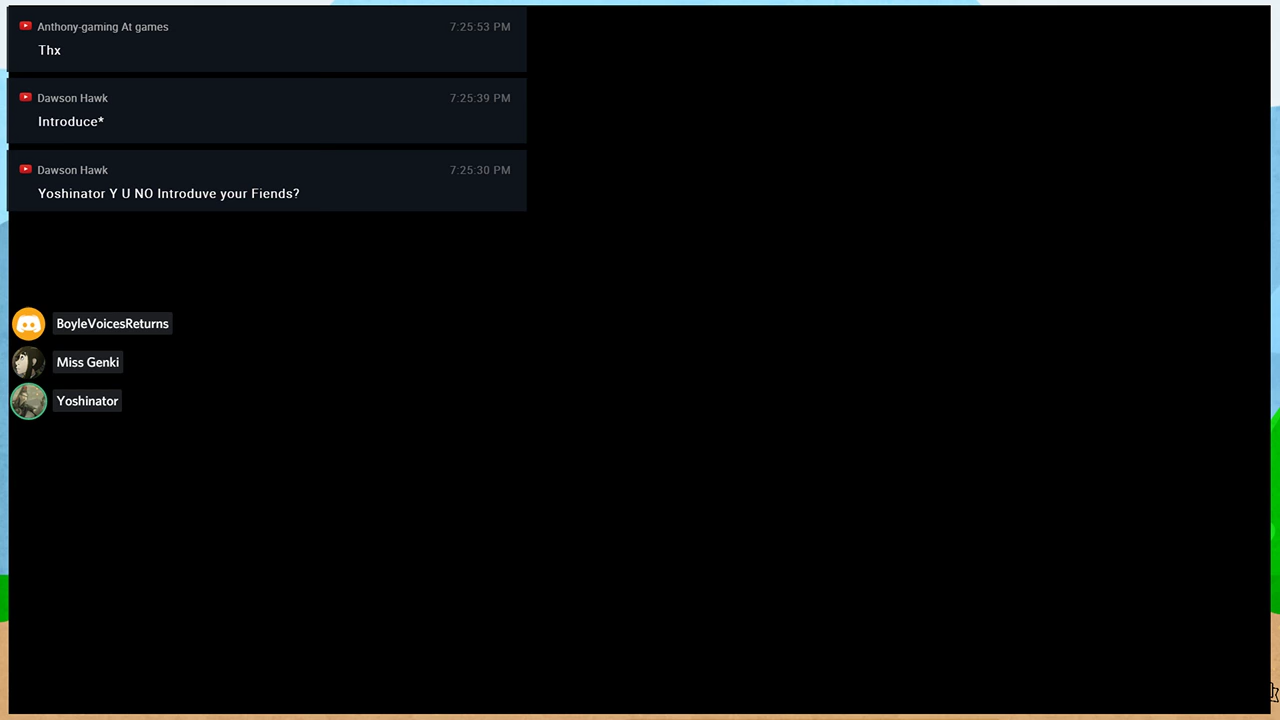 Anthony-gaming At games 7:25:53 PM
Thx
Dawson Hawk 7:25:39 PM
Introduce*
Dawson Hawk 7:25:30 PM
Yoshinator Y U NO Introduve your Fiends?
BoyleVoicesReturns
Miss Genki
Yoshinator